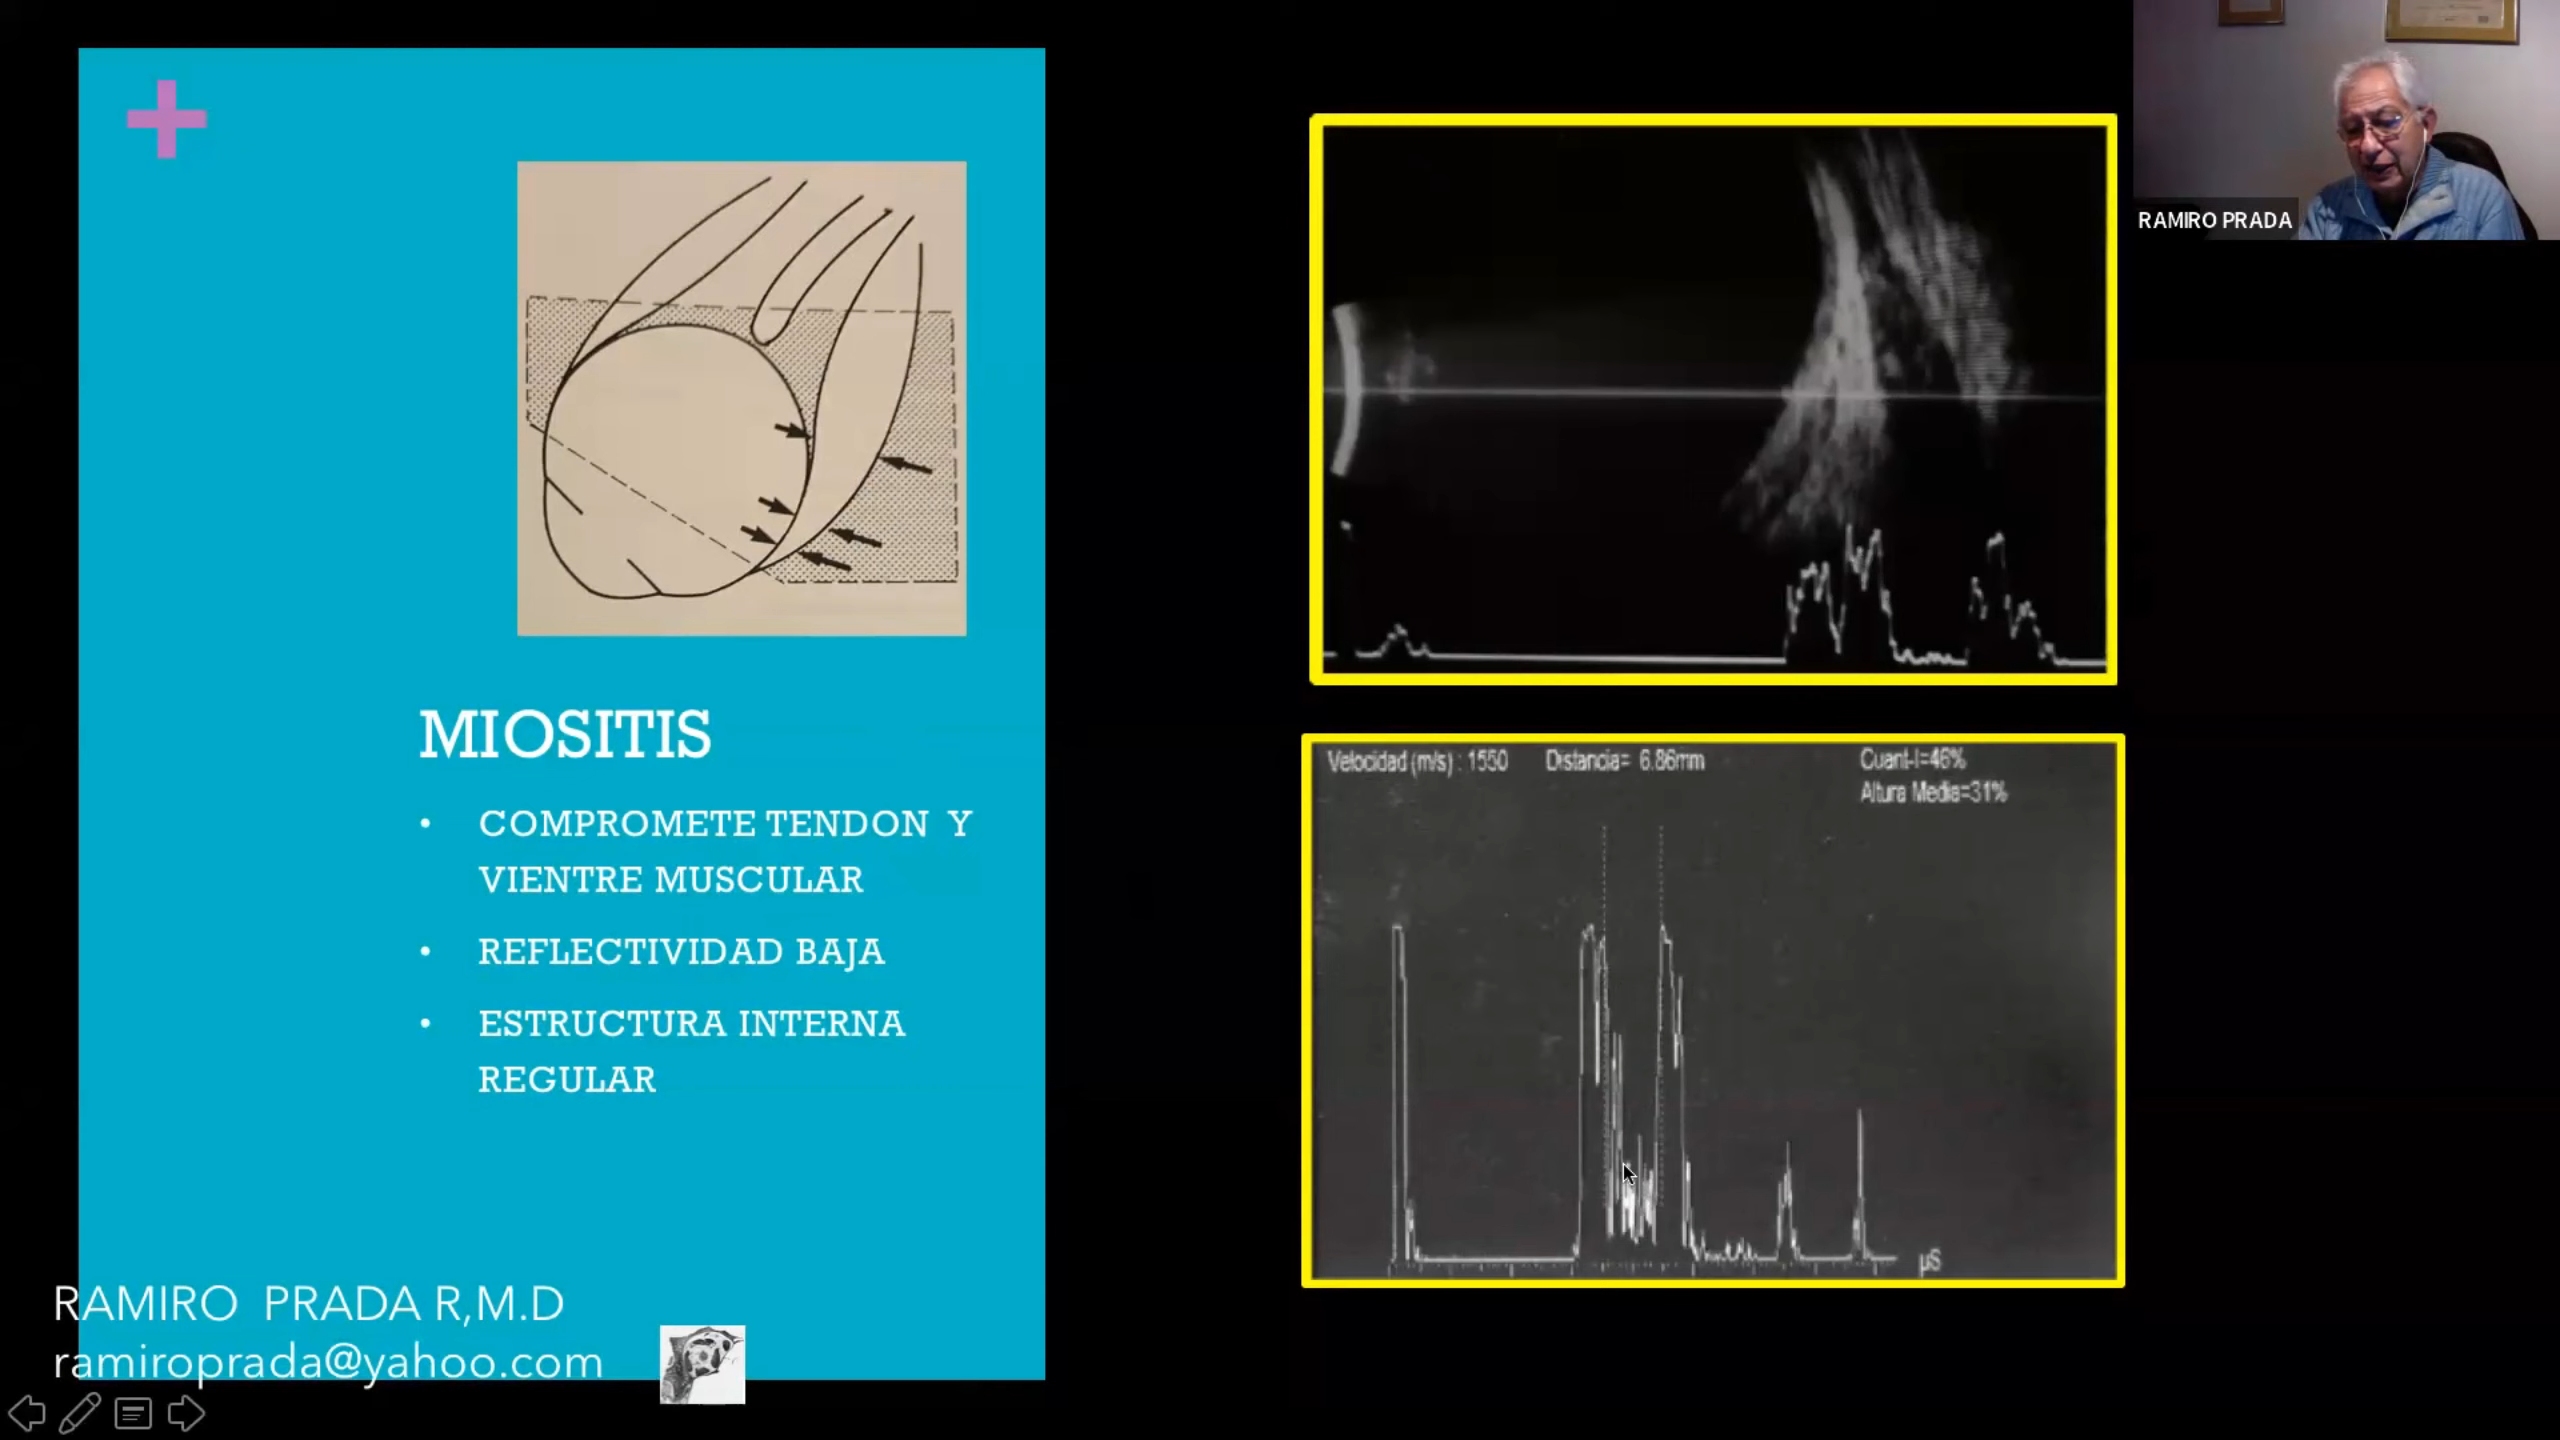 RAMIRO PRADA
MIOSITIS
• COMPROMETE TENDON Y
VIENTRE MUSCULAR
• REFLECTIVIDAD BAJA
• ESTRUCTURA INTERNA
REGULAR
Velocidad (m/s) : 1550 Distancia= 6.86mm Cuant-I=46%
Altura Media=31%
µS
RAMIRO PRADA R,M.D
ramiroprada@yahoo.com